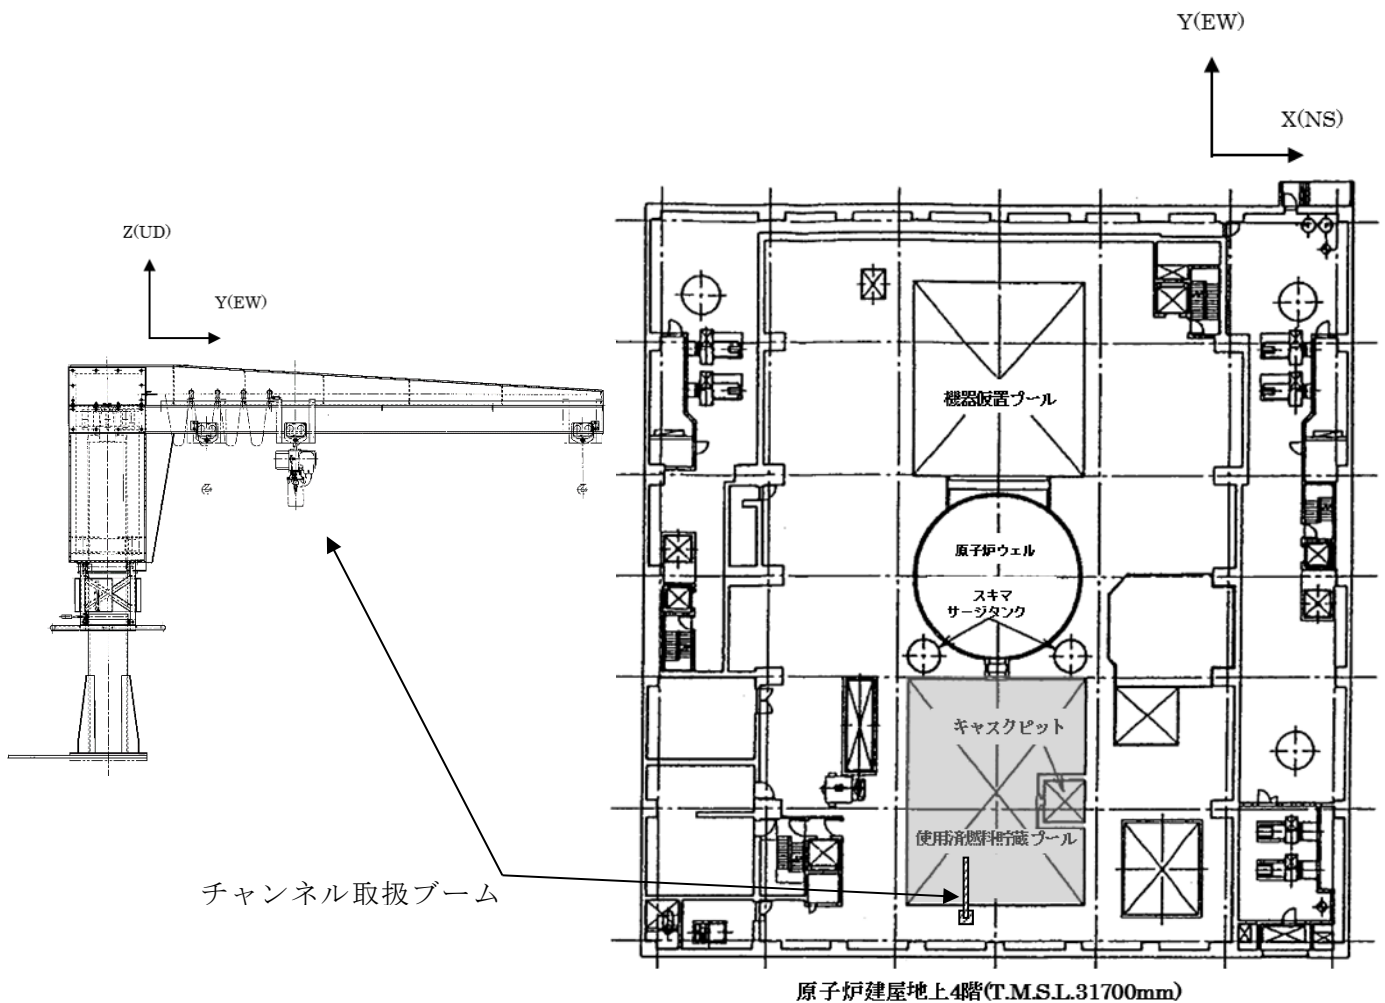 Y(EW)
X(NS)
Z(UD)
Y(EW)
機器仮置プール
原子炉ウェル
スキマ
サージタンク
キャスクピット
使用済燃料貯蔵プール
チャンネル取扱ブーム
原子炉建屋地上4階(T.M.S.L.31700mm)